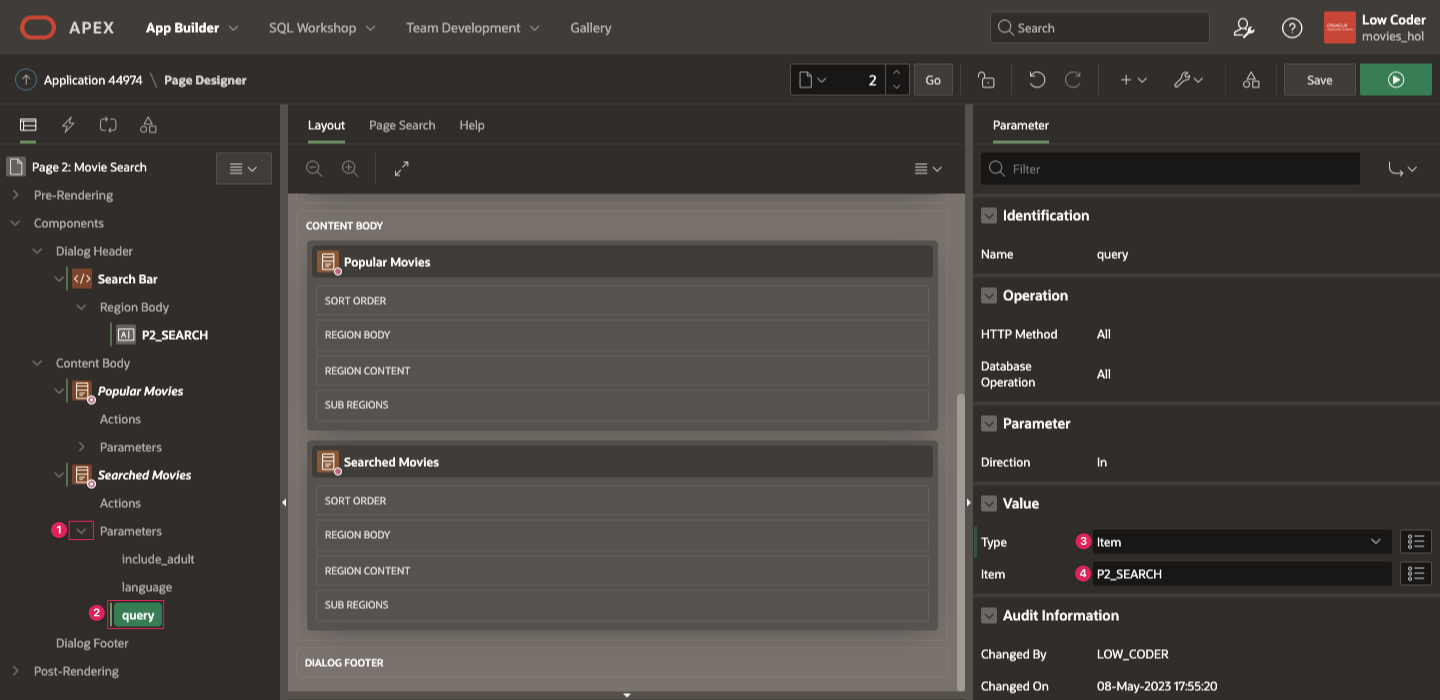 APEX
App Builder
SQL Workshop
Team Development
Gallery
Search
Low Coder
movies_hol
Application 44974 \ Page Designer
2
Go
Save
Page 2: Movie Search
Pre-Rendering
Components
Dialog Header
</> Search Bar
Region Body
A P2_SEARCH
Content Body
Popular Movies
Actions
Parameters
Searched Movies
Actions
1 Parameters
include_adult
language
2 query
Dialog Footer
Post-Rendering
Layout
Page Search
Help
CONTENT BODY
Popular Movies
SORT ORDER
REGION BODY
REGION CONTENT
SUB REGIONS
Searched Movies
SORT ORDER
REGION BODY
REGION CONTENT
SUB REGIONS
DIALOG FOOTER
Parameter
Filter
Identification
Name query
Operation
HTTP Method All
Database
Operation
All
Parameter
Direction In
Value
Type 3 Item
Item 4 P2_SEARCH
Audit Information
Changed By LOW_CODER
Changed On 08-May-2023 17:55:20